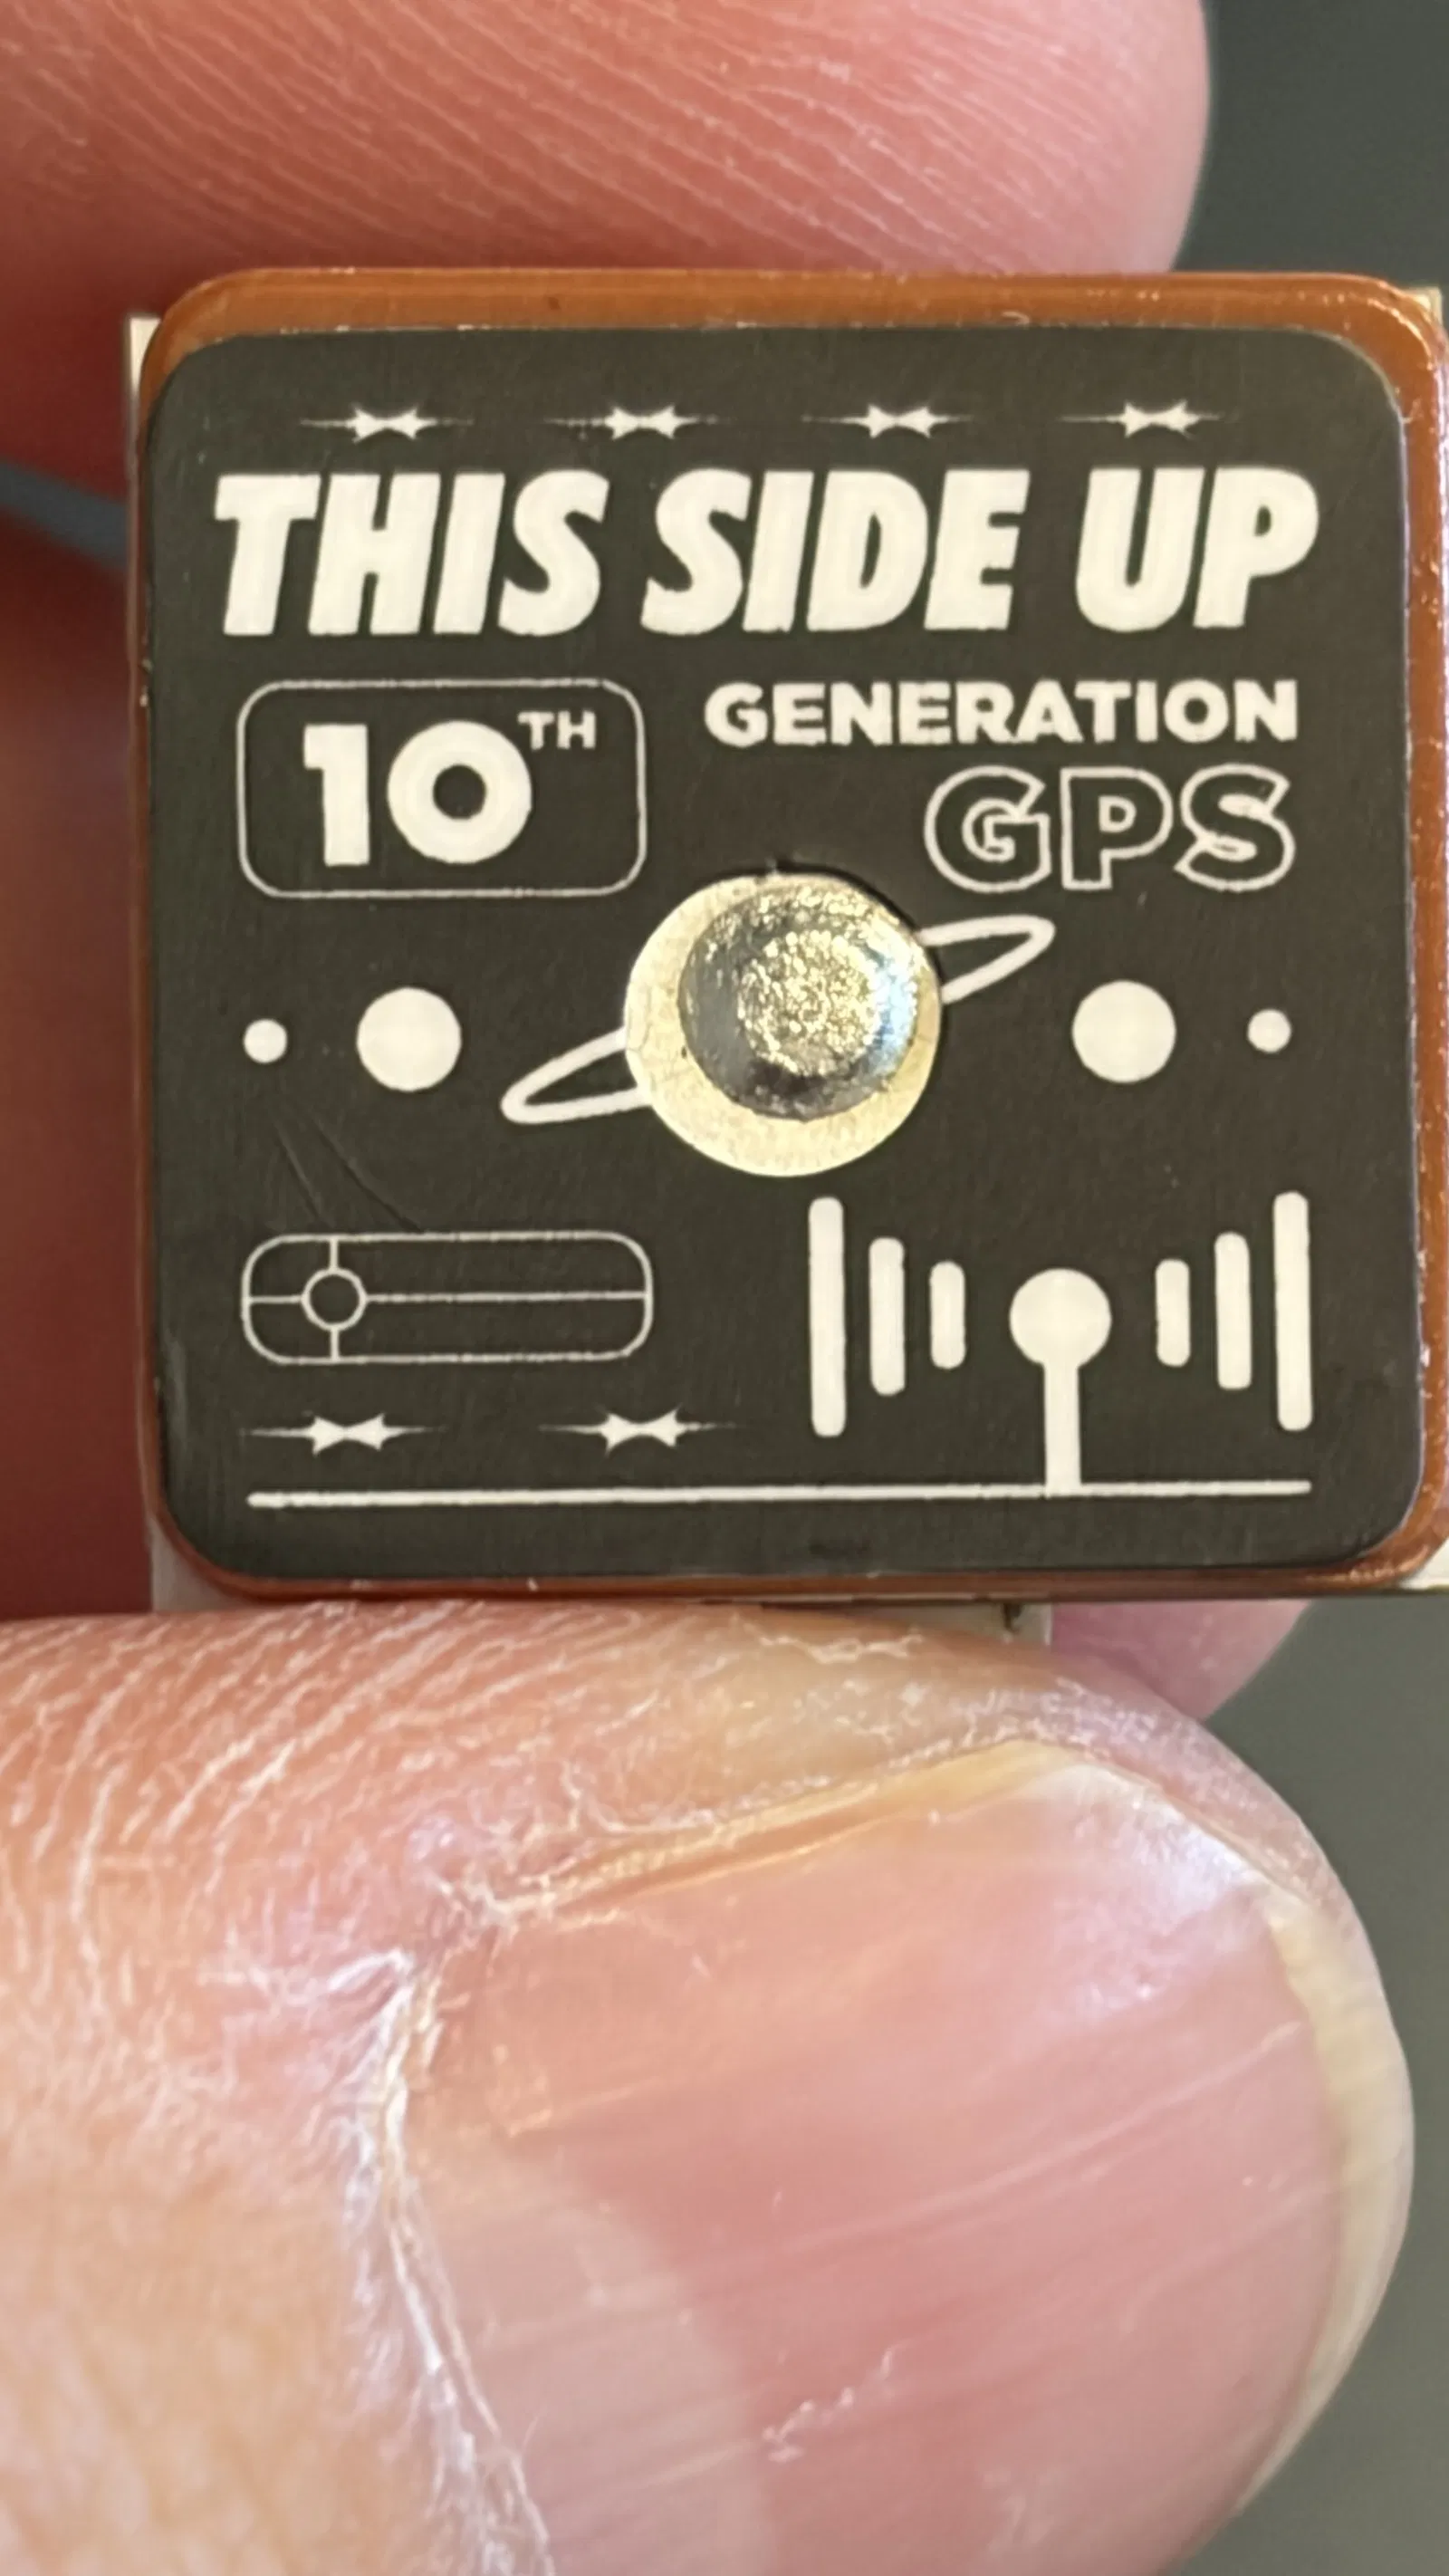 THIS SIDE UP
10TH GENERATION
GPS